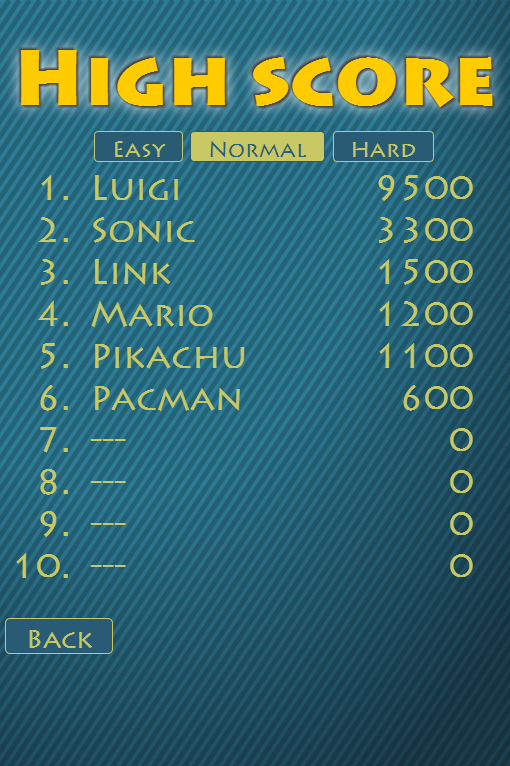 High score
Easy Normal Hard
1. Luigi 9500
2. Sonic 3300
3. Link 1500
4. Mario 1200
5. Pikachu 1100
6. Pacman 600
7. --- 0
8. --- 0
9. --- 0
10. --- 0
Back